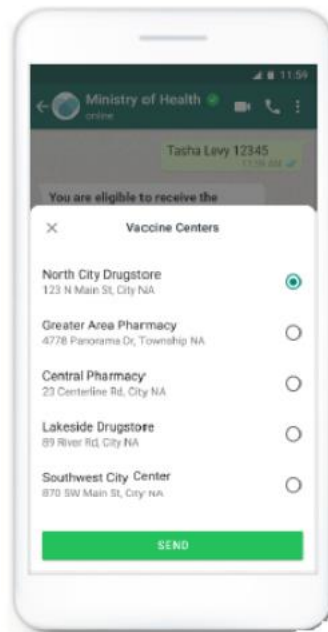 11:59
Ministry of Health
online
Tasha Levy 12345
11:59 AM
You are eligible to receive the
Vaccine Centers
North City Drugstore
123 N Main St, City NA
Greater Area Pharmacy
4778 Panorama Dr, Township NA
Central Pharmacy
23 Centerline Rd, City NA
Lakeside Drugstore
89 River Rd, City NA
Southwest City Center
870 SW Main St, City NA
SEND